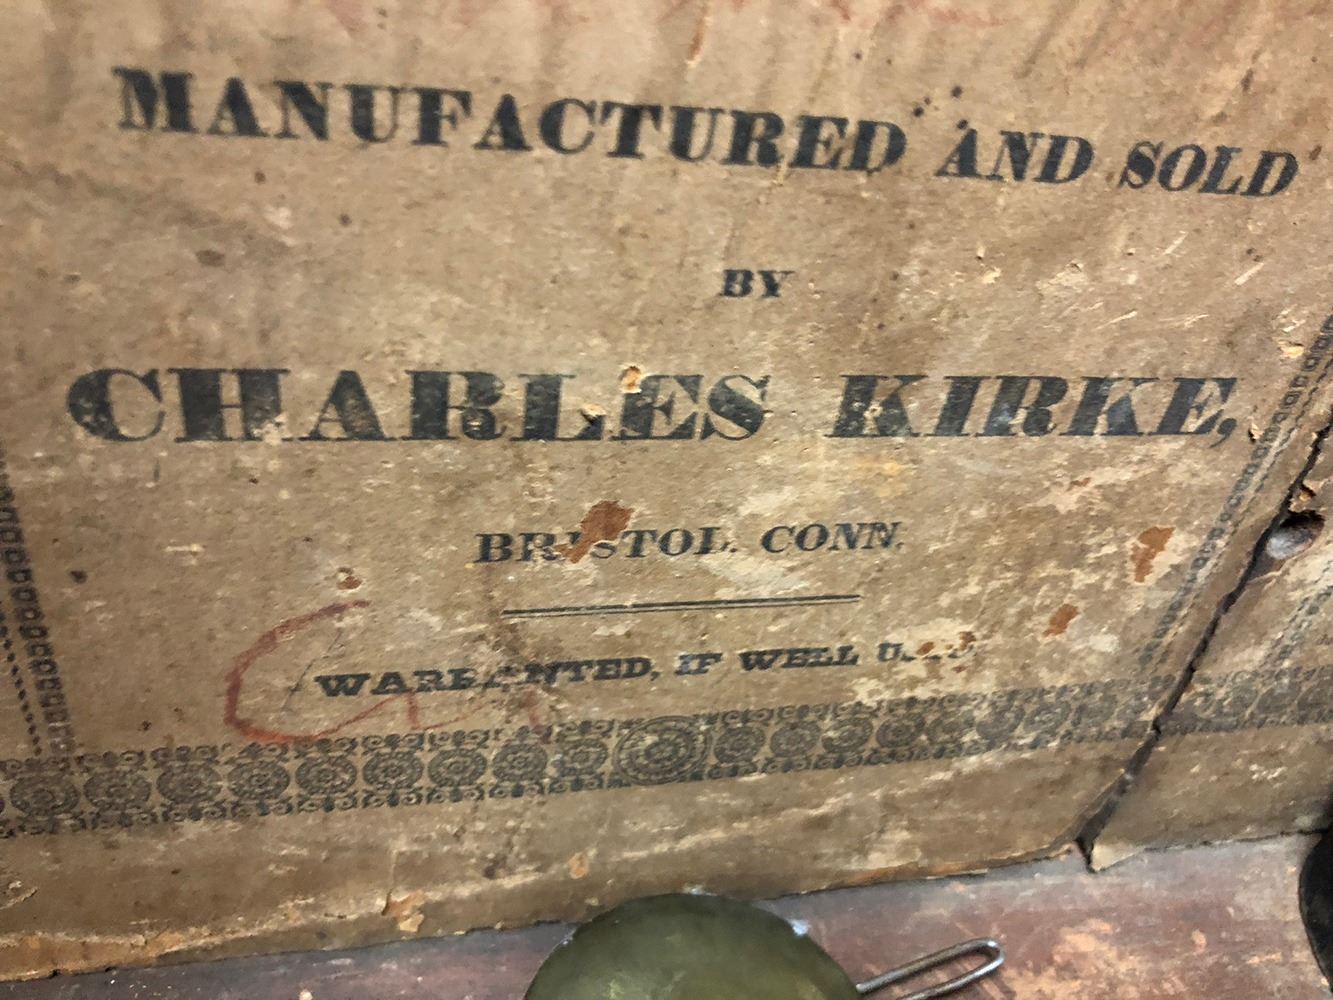 MANUFACTURED AND SOLD
BY
CHARLES KIRKE,
BRISTOL. CONN.
WARRANTED, IF WELL